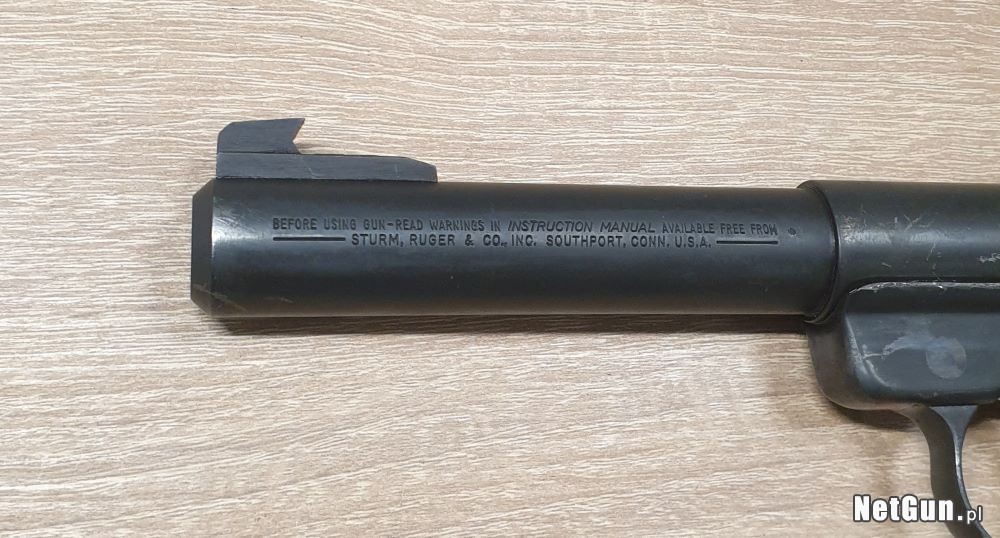 BEFORE USING GUN-READ WARNINGS IN INSTRUCTION MANUAL AVAILABLE FREE FROM
STURM, RUGER & CO., INC. SOUTHPORT, CONN. U.S.A.
NetGun.pl